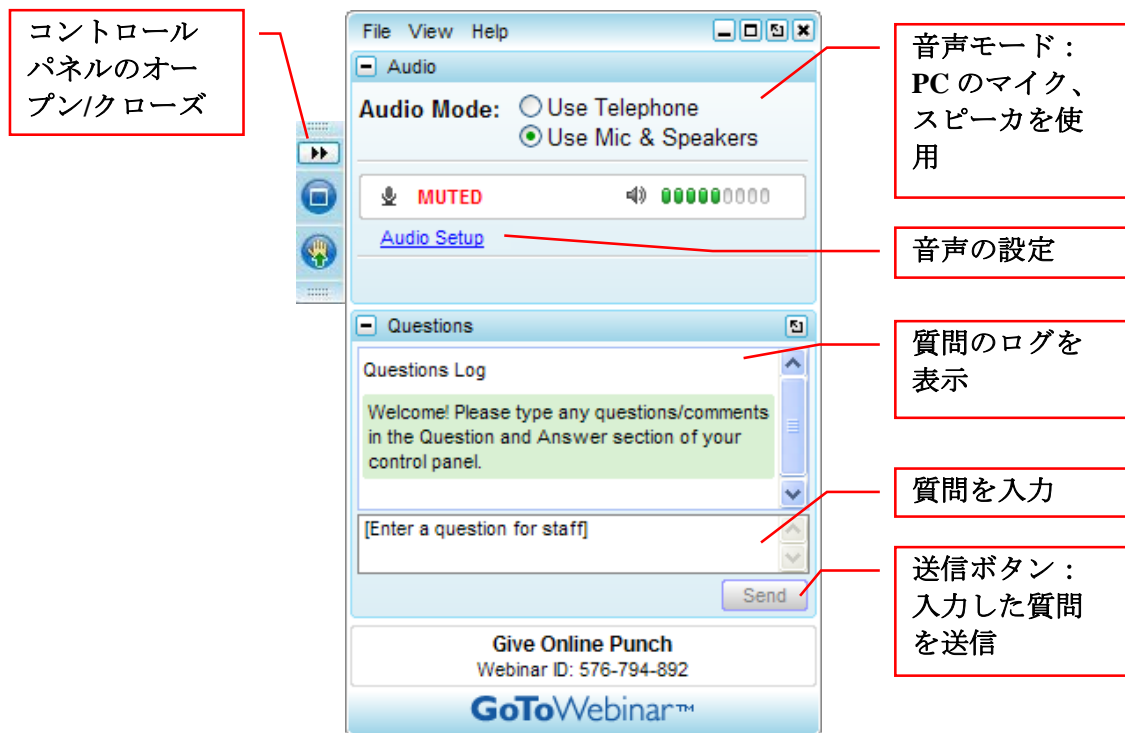 コントロール
パネルのオー
プン/クローズ
File View Help
Audio
Audio Mode:
Use Telephone
Use Mic & Speakers
MUTED
Audio Setup
Questions
Questions Log
Welcome! Please type any questions/comments
in the Question and Answer section of your
control panel.
[Enter a question for staff]
Send
Give Online Punch
Webinar ID: 576-794-892
GoToWebinar™
音声モード：
PC のマイク、
スピーカを使
用
音声の設定
質問のログを
表示
質問を入力
送信ボタン：
入力した質問
を送信